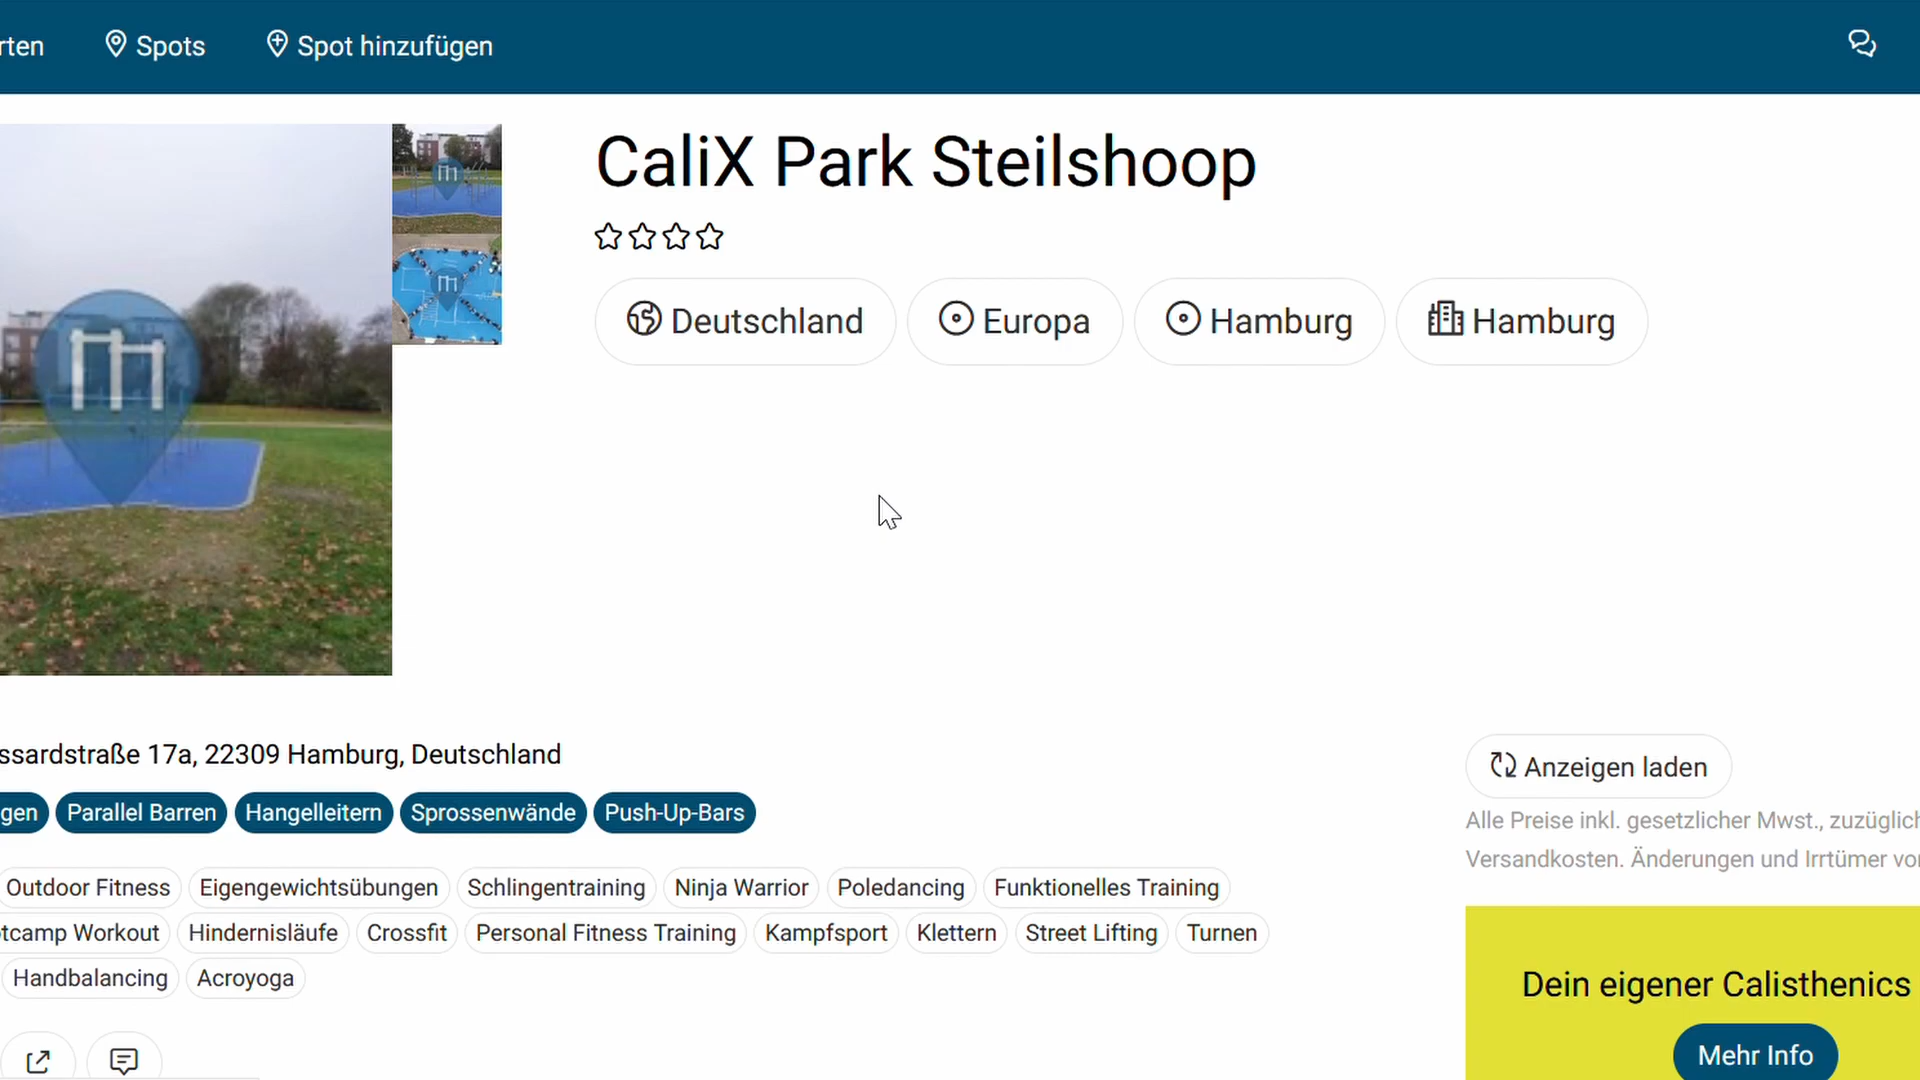 rten Spots Spot hinzufügen
CaliX Park Steilshoop
Deutschland Europa Hamburg Hamburg
ssardstraße 17a, 22309 Hamburg, Deutschland
gen Parallel Barren Hangelleitern Sprossenwände Push-Up-Bars
Outdoor Fitness Eigengewichtsübungen Schlingentraining Ninja Warrior Poledancing Funktionelles Training
otcamp Workout Hindernisläufe Crossfit Personal Fitness Training Kampfsport Klettern Street Lifting Turnen
Handbalancing Acroyoga
Anzeigen laden
Alle Preise inkl. gesetzlicher Mwst., zuzüglich
Versandkosten. Änderungen und Irrtümer vor
Dein eigener Calisthenics
Mehr Info